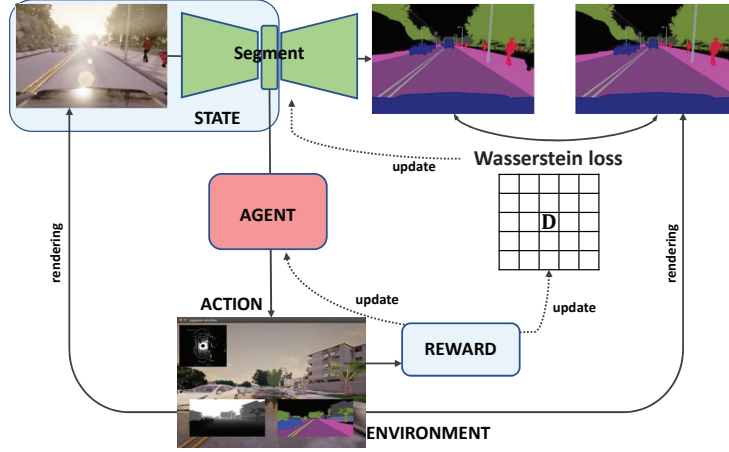 Segment
STATE
Wasserstein loss
update
D
AGENT
rendering
rendering
ACTION
update
update
REWARD
ENVIRONMENT